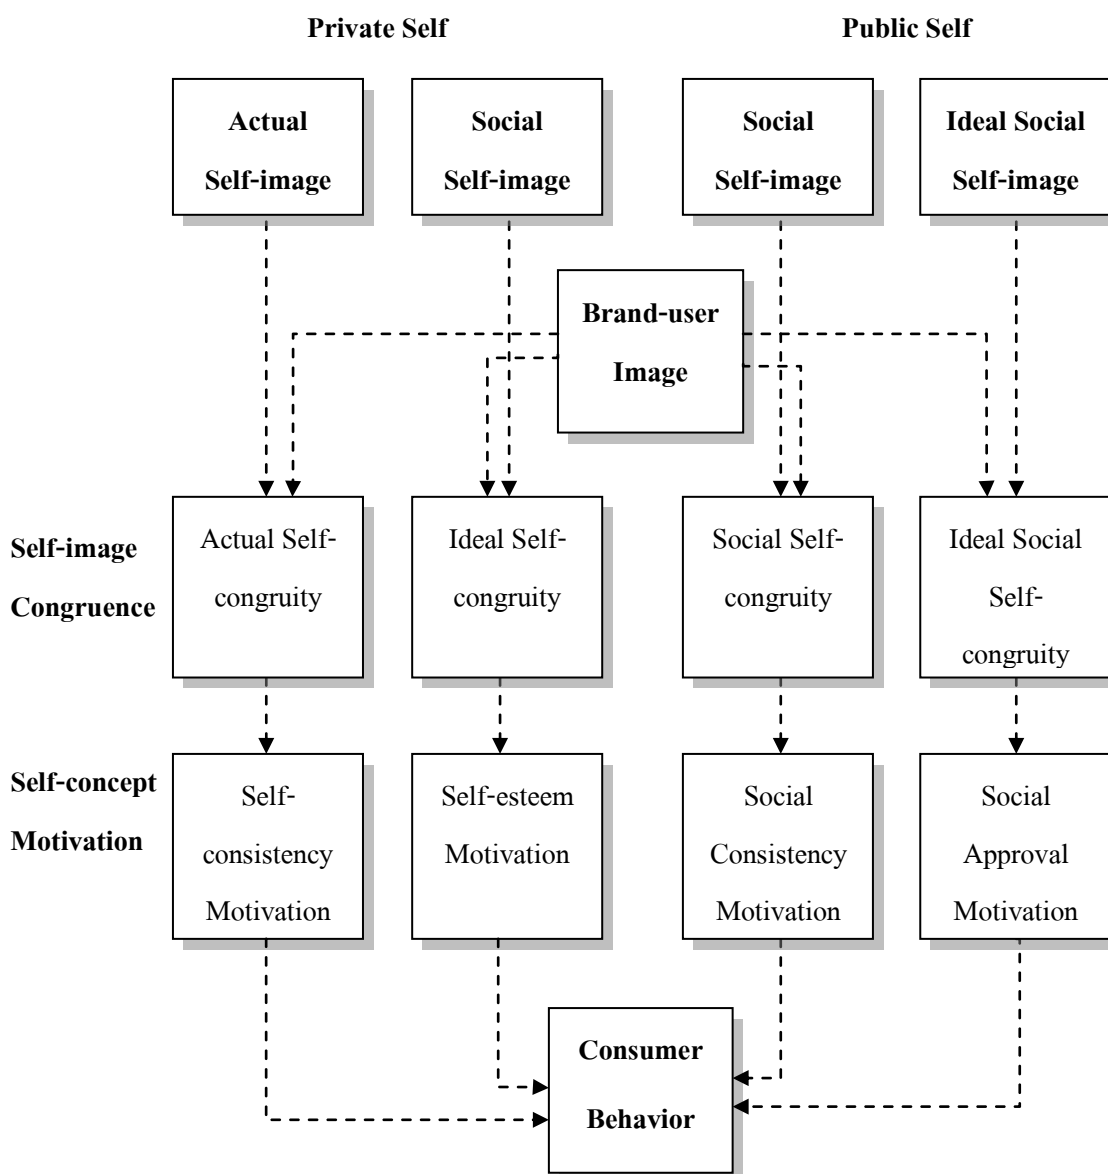 Private Self
Public Self
Actual
Self-image
Social
Self-image
Social
Self-image
Ideal Social
Self-image
Brand-user
Image
Self-image
Congruence
Actual Self-
congruity
Ideal Self-
congruity
Social Self-
congruity
Ideal Social
Self-
congruity
Self-concept
Motivation
Self-
consistency
Motivation
Self-esteem
Motivation
Social
Consistency
Motivation
Social
Approval
Motivation
Consumer
Behavior